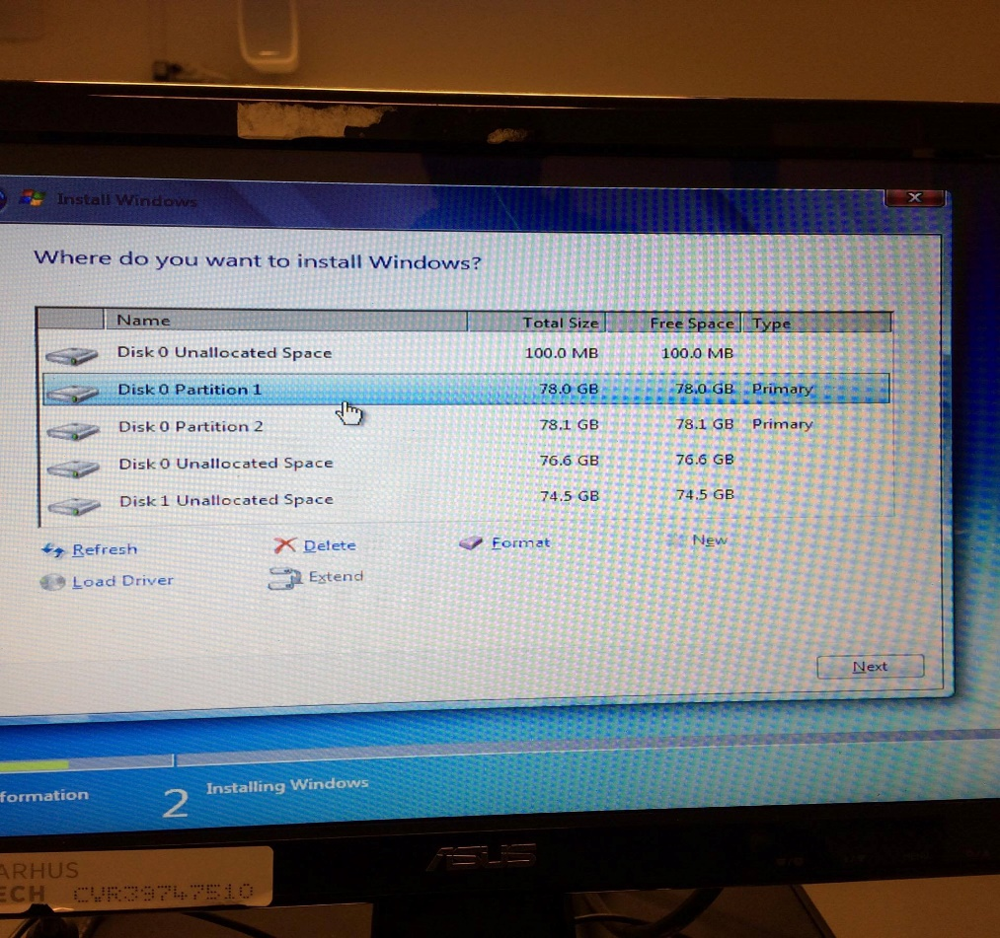 Install Windows
Where do you want to install Windows?
Name Total Size Free Space Type
Disk 0 Unallocated Space 100.0 MB 100.0 MB
Disk 0 Partition 1 78.0 GB 78.0 GB Primary
Disk 0 Partition 2 78.1 GB 78.1 GB Primary
Disk 0 Unallocated Space 76.6 GB 76.6 GB
Disk 1 Unallocated Space 74.5 GB 74.5 GB
Refresh Delete Format New
Load Driver Extend
Next
formation 2 Installing Windows
ASUS
ARHUS
ECH CVR39747510